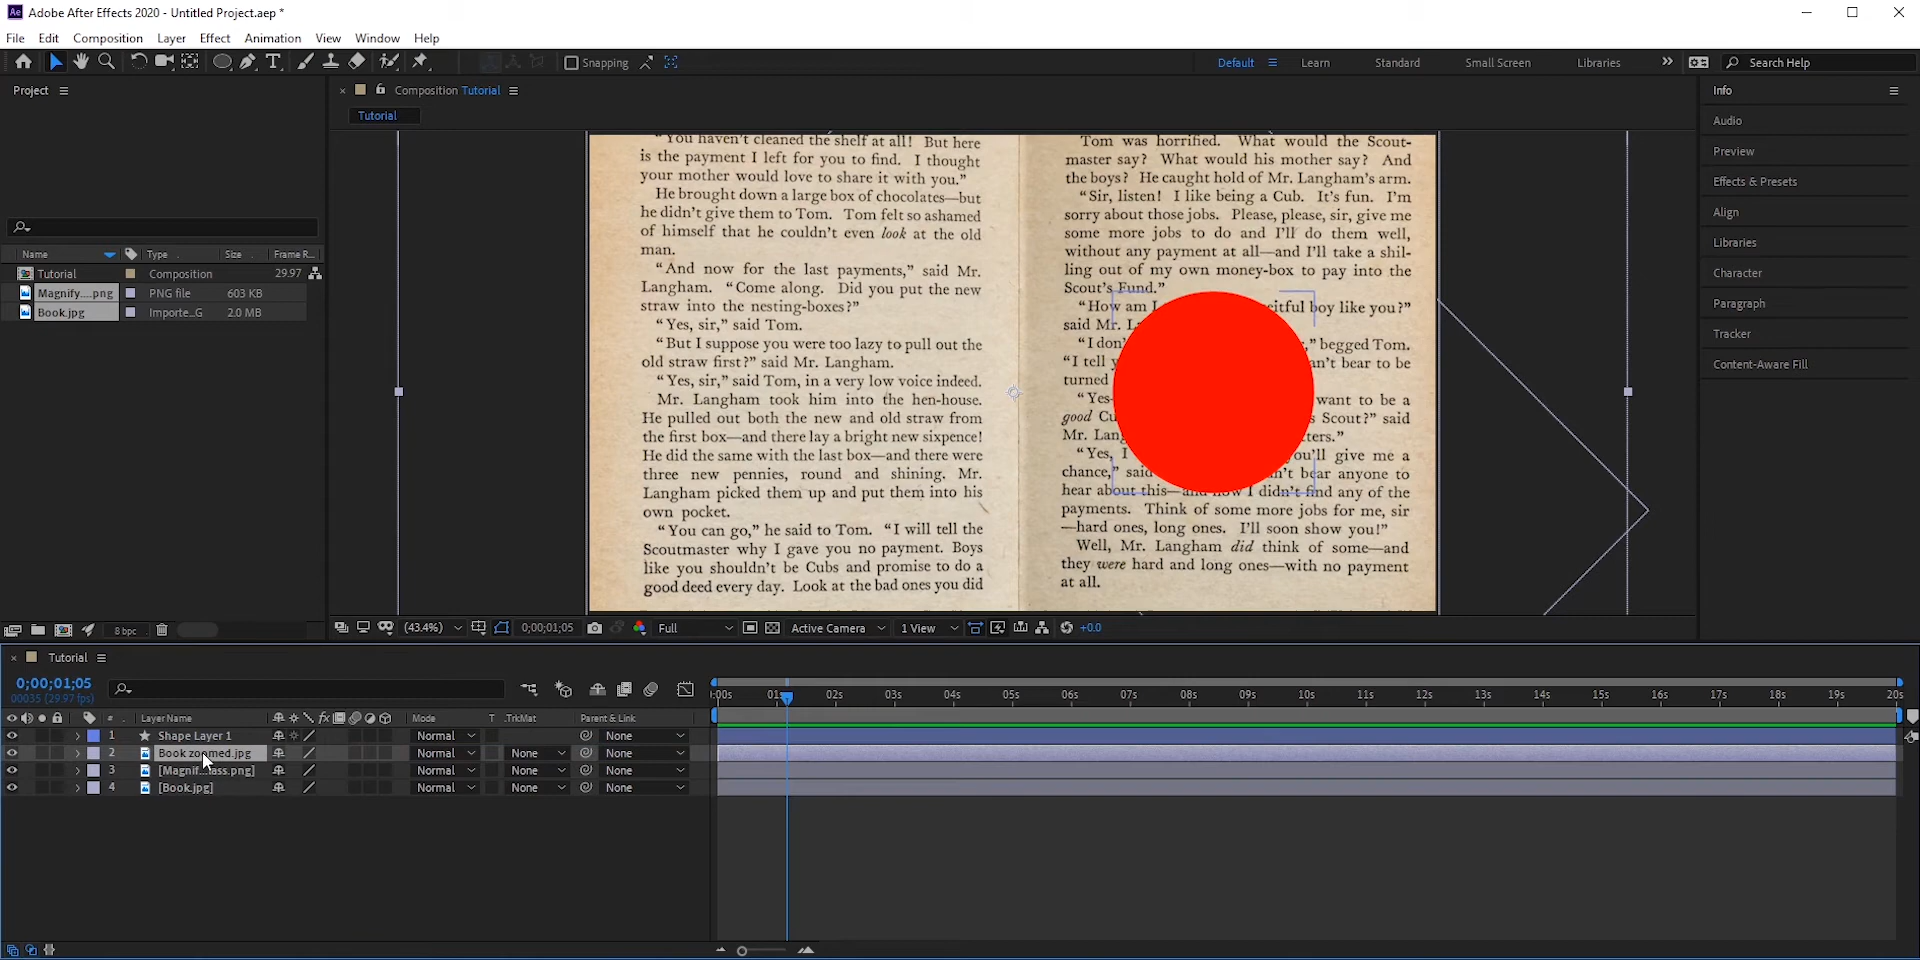 Adobe After Effects 2020 - Untitled Project.aep *
File Edit Composition Layer Effect Animation View Window Help
Snapping
Default Learn Standard Small Screen Libraries
Search Help
Project
Name Type Size Frame R...
Tutorial Composition 29.97
Magnify....png PNG file 603 KB
Book.jpg Importe...G 2.0 MB
8 bpc
Composition Tutorial
Tutorial
“You haven't cleaned the shelf at all! But here
is the payment I left for you to find. I thought
your mother would love to share it with you.”
He brought down a large box of chocolates—but
he didn't give them to Tom. Tom felt so ashamed
of himself that he couldn't even look at the old
man.
“And now for the last payments,” said Mr.
Langham. “Come along. Did you put the new
straw into the nesting-boxes?”
“Yes, sir,” said Tom.
“But I suppose you were too lazy to pull out the
old straw first?” said Mr. Langham.
“Yes, sir,” said Tom, in a very low voice indeed.
Mr. Langham took him into the hen-house.
He pulled out both the new and old straw from
the first box—and there lay a bright new sixpence!
He did the same with the last box—and there were
three new pennies, round and shining. Mr.
Langham picked them up and put them into his
own pocket.
“You can go,” he said to Tom. “I will tell the
Scoutmaster why I gave you no payment. Boys
like you shouldn't be Cubs and promise to do a
good deed every day. Look at the bad ones you did
Tom was horrified. What would the Scout-
master say? What would his mother say? And
the boys? He caught hold of Mr. Langham's arm.
“Sir, listen! I like being a Cub. It's fun. I'm
sorry about those jobs. Please, please, sir, give me
some more jobs to do and I'll do them well,
without any payment at all—and I'll take a shil-
ling out of my own money-box to pay into the
Scout's Fund.”
“How am I boy like you?”
said Mr.
“I ” begged Tom.
“I tell bear to be
turned
“Yes— want to be a
good Scout?” said
Mr.
“Yes, I you'll give me a
chance,” said bear anyone to
hear about this—and now I didn't find any of the
payments. Think of some more jobs for me, sir
—hard ones, long ones. I'll soon show you!”
Well, Mr. Langham did think of some—and
they were hard and long ones—with no payment
at all.
(43.4%) 0;00;01;05 Full Active Camera 1 View +0.0
Info
Audio
Preview
Effects & Presets
Align
Libraries
Character
Paragraph
Tracker
Content-Aware Fill
Tutorial
0;00;01;05
00035 (29.97 fps)
:00s 01s 02s 03s 04s 05s 06s 07s 08s 09s 10s 11s 12s 13s 14s 15s 16s 17s 18s 19s 20s
# Layer Name Mode T .TrkMat Parent & Link
1 Shape Layer 1 Normal None
2 Book zoomed.jpg Normal None None
3 [Magnif...lass.png] Normal None None
4 [Book.jpg] Normal None None